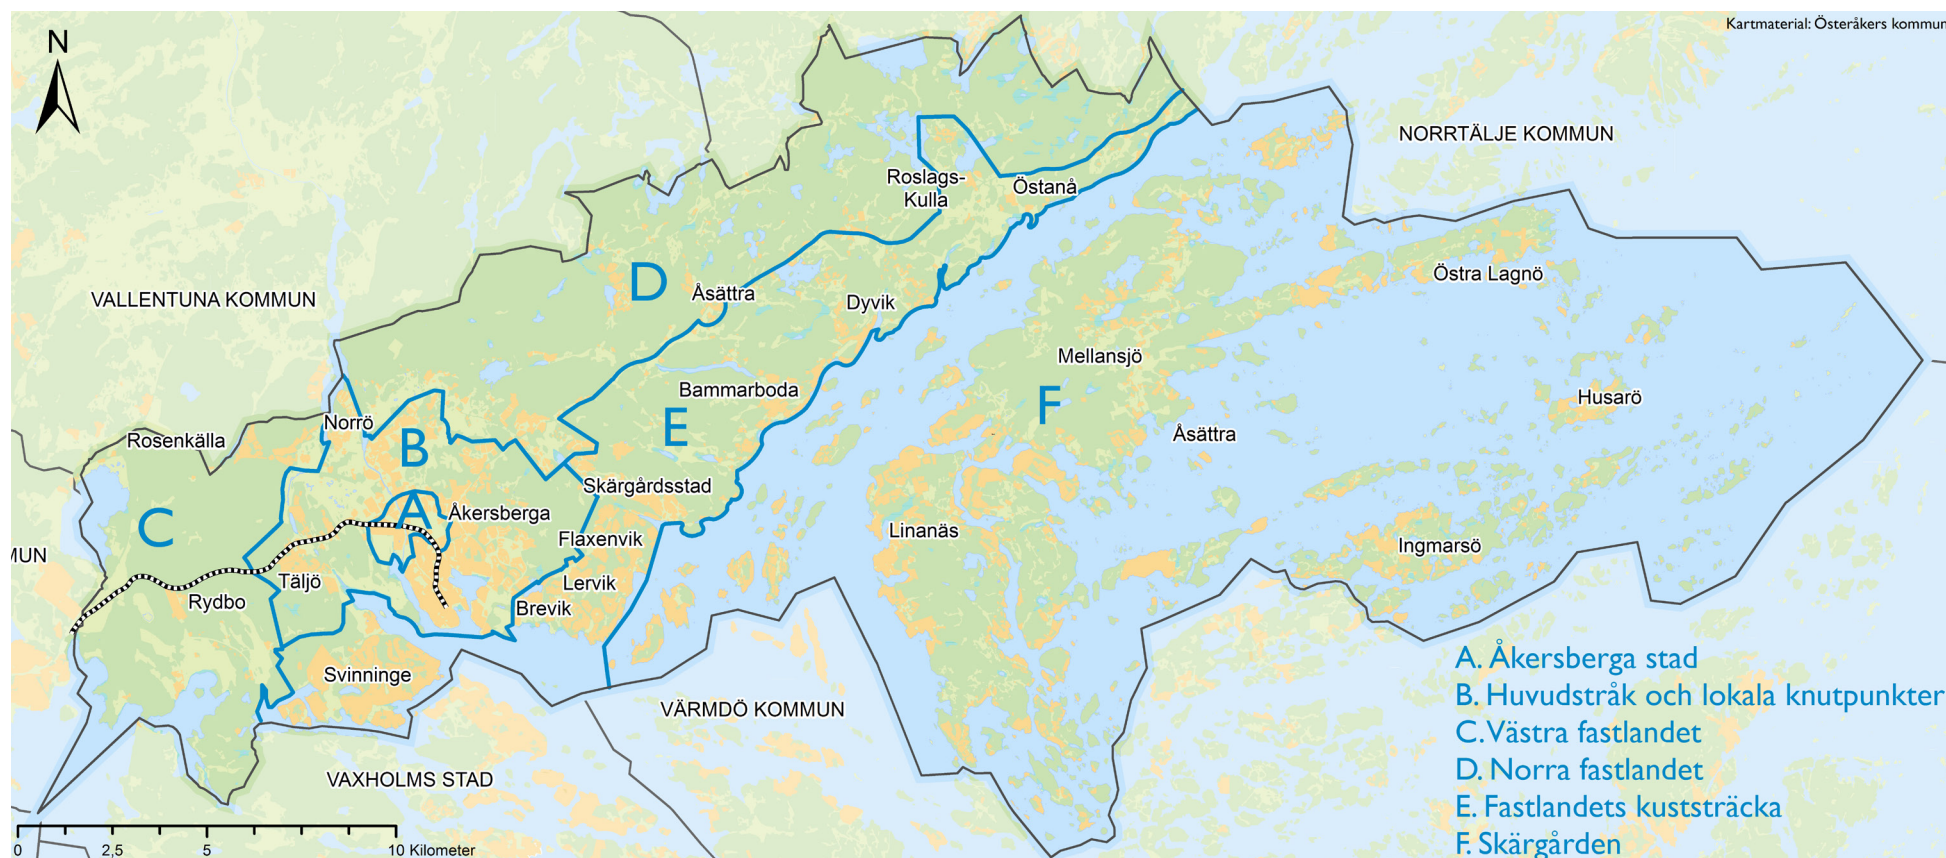 Kartmaterial: Österåkers kommun
N
NORRTÄLJE KOMMUN
Roslags-
Kulla
Östanå
D
Åsättra
Dyvik
Östra Lagnö
VALLENTUNA KOMMUN
Mellansjö
Bammarboda
F
Husarö
Norrö
E
Åsättra
Rosenkälla
B
Skärgårdsstad
A
Åkersberga
C
Flaxenvik
Linanäs
Ingmarsö
MUN
Täljö
Lervik
Rydbo
Brevik
Svinninge
VÄRMDÖ KOMMUN
VAXHOLMS STAD
A. Åkersberga stad
B. Huvudstråk och lokala knutpunkter
C. Västra fastlandet
D. Norra fastlandet
E. Fastlandets kuststräcka
F. Skärgården
0 2,5 5 10 Kilometer